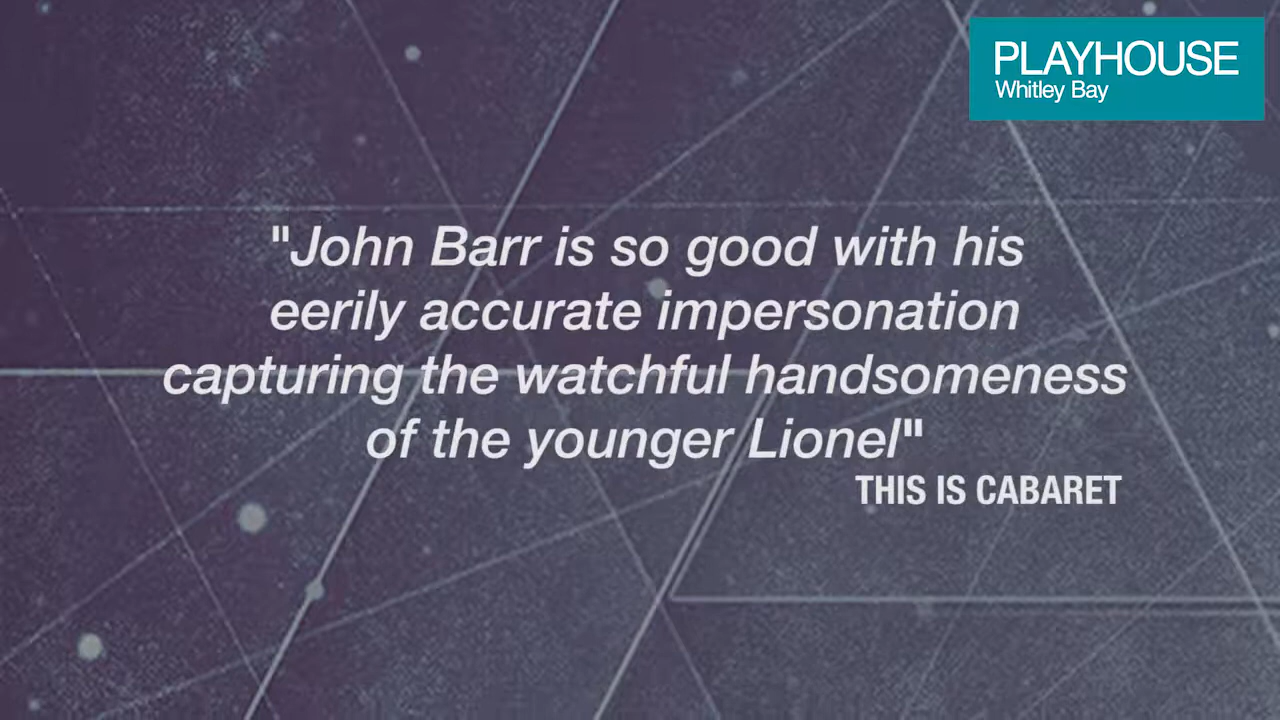 PLAYHOUSE
Whitley Bay
"John Barr is so good with his
eerily accurate impersonation
capturing the watchful handsomeness
of the younger Lionel"
THIS IS CABARET